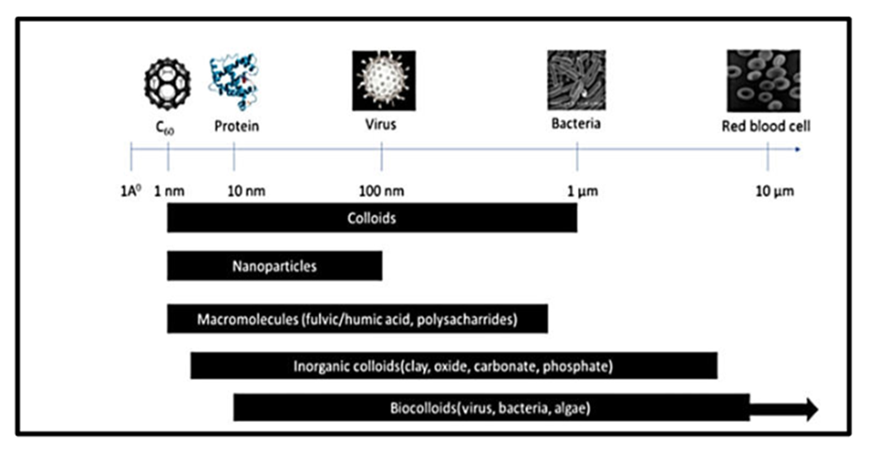 C₆₀ Protein Virus Bacteria Red blood cell
1A⁰ 1 nm 10 nm 100 nm 1 μm 10 μm
Colloids
Nanoparticles
Macromolecules (fulvic/humic acid, polysacharrides)
Inorganic colloids(clay, oxide, carbonate, phosphate)
Biocolloids(virus, bacteria, algae)